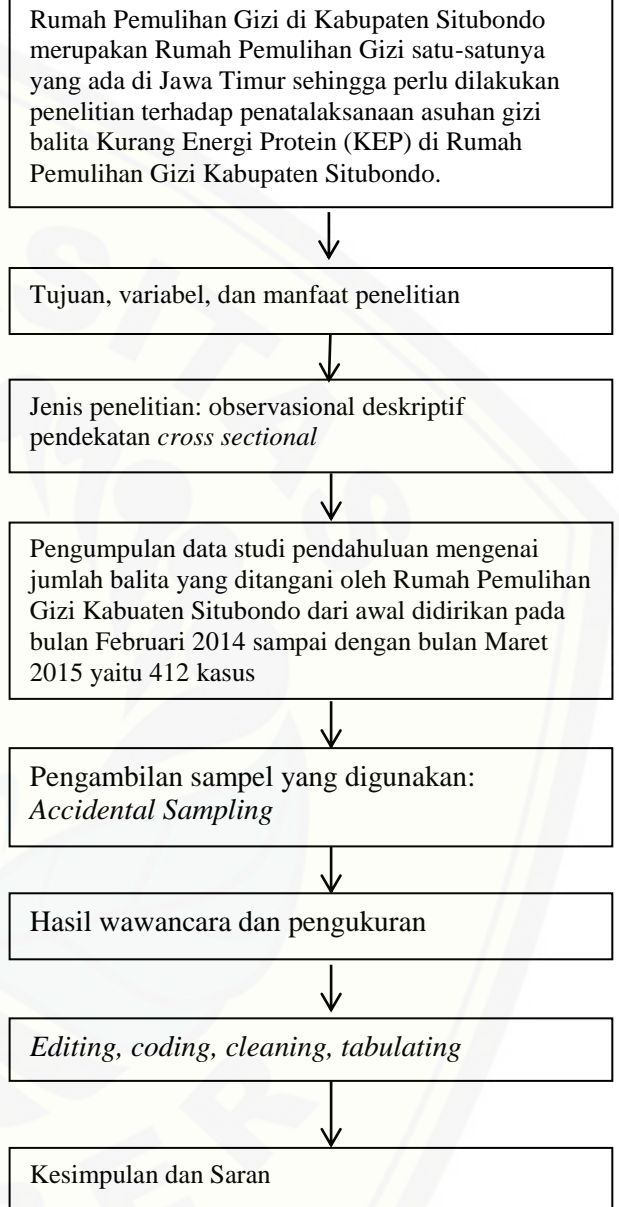 Rumah Pemulihan Gizi di Kabupaten Situbondo
merupakan Rumah Pemulihan Gizi satu-satunya
yang ada di Jawa Timur sehingga perlu dilakukan
penelitian terhadap penatalaksanaan asuhan gizi
balita Kurang Energi Protein (KEP) di Rumah
Pemulihan Gizi Kabupaten Situbondo.
Tujuan, variabel, dan manfaat penelitian
Jenis penelitian: observasional deskriptif
pendekatan cross sectional
Pengumpulan data studi pendahuluan mengenai
jumlah balita yang ditangani oleh Rumah Pemulihan
Gizi Kabuaten Situbondo dari awal didirikan pada
bulan Februari 2014 sampai dengan bulan Maret
2015 yaitu 412 kasus
Pengambilan sampel yang digunakan:
Accidental Sampling
Hasil wawancara dan pengukuran
Editing, coding, cleaning, tabulating
Kesimpulan dan Saran